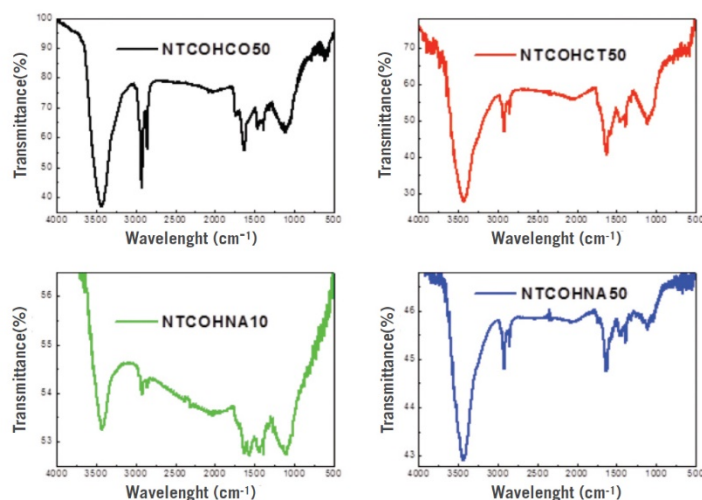 100
90
80
70
60
50
40
NTCOHCO50
Transmittance(%)
4000 3500 3000 2500 2000 1500 1000 500
Wavelenght (cm-1)
70
60
50
40
30
NTCOHCT50
Transmittance(%)
4000 3500 3000 2500 2000 1500 1000 500
Wavelenght (cm-1)
56
55
54
53
NTCOHNA10
Transmittance(%)
4000 3500 3000 2500 2000 1500 1000 500
Wavelenght (cm-1)
46
45
44
43
NTCOHNA50
Transmittance(%)
4000 3500 3000 2500 2000 1500 1000 500
Wavelenght (cm-1)